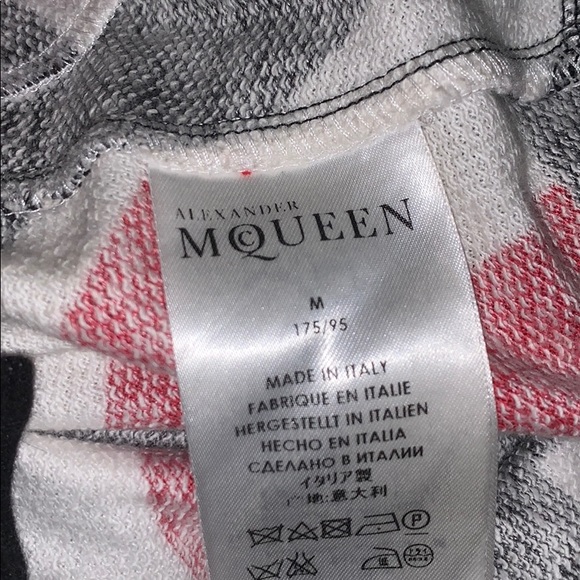 ALEXANDER
MCQUEEN
M
175/95
MADE IN ITALY
FABRIQUE EN ITALIE
HERGESTELLT IN ITALIEN
HECHO EN ITALIA
СДЕЛАНО В ИТАЛИИ
イタリア製
产地:意大利
P
低